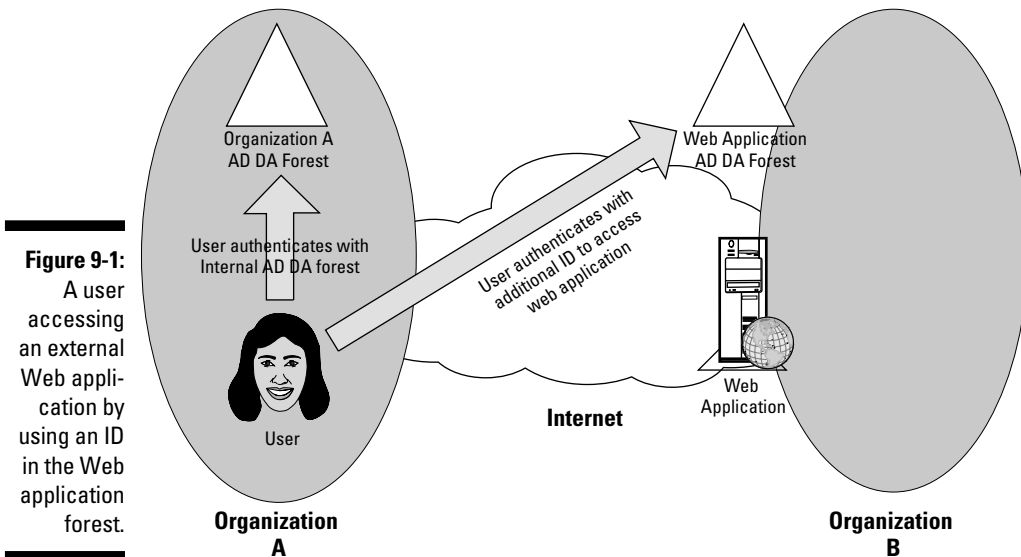 Figure 9-1:
A user
accessing
an external
Web appli-
cation by
using an ID
in the Web
application
forest.
Organization A
AD DA Forest
User authenticates with
Internal AD DA forest
User
Organization
A
User authenticates with
additional ID to access
web application
Internet
Web Application
AD DA Forest
Web
Application
Organization
B